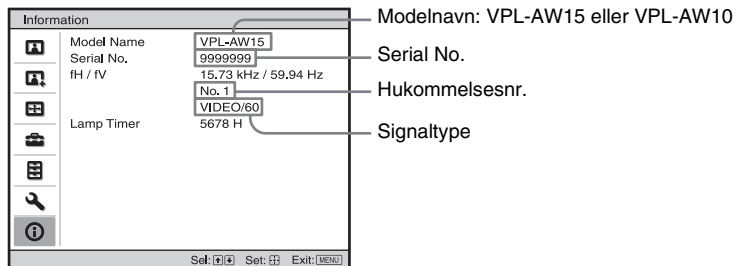 Information
Model Name VPL-AW15
Serial No. 9999999
fH / fV 15.73 kHz / 59.94 Hz
No. 1
VIDEO/60
Lamp Timer 5678 H
Sel: Set: Exit: MENU
Modelnavn: VPL-AW15 eller VPL-AW10
Serial No.
Hukommelsesnr.
Signaltype